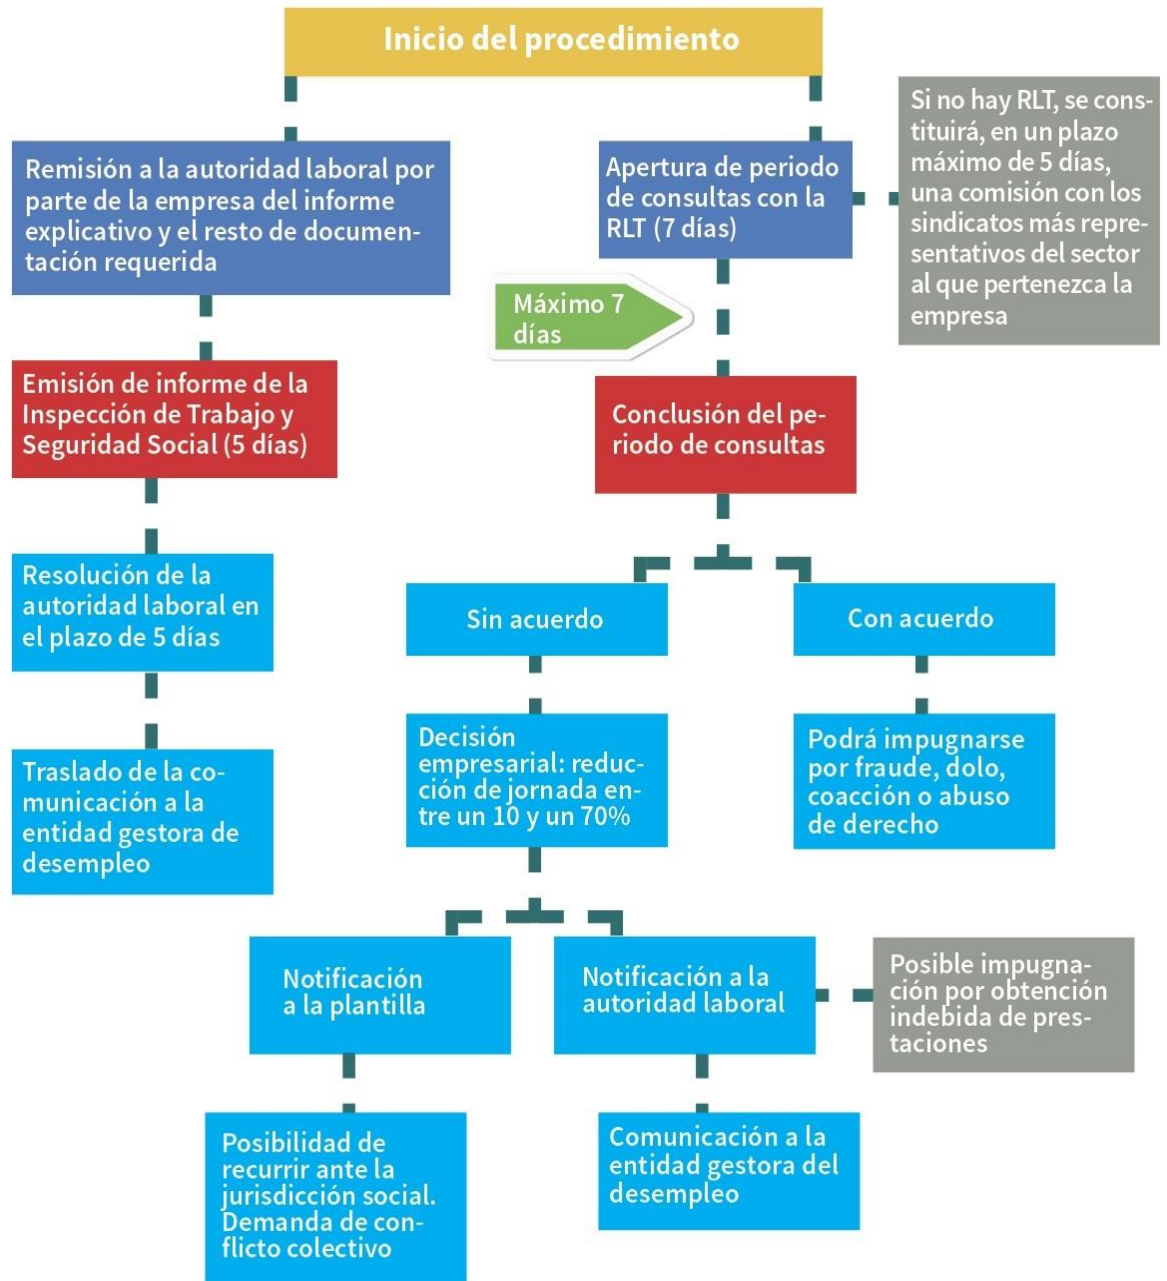 Inicio del procedimiento
Remisión a la autoridad laboral por
parte de la empresa del informe
explicativo y el resto de documen-
tación requerida
Apertura de periodo
de consultas con la
RLT (7 días)
Si no hay RLT, se cons-
tituirá, en un plazo
máximo de 5 días,
una comisión con los
sindicatos más repre-
sentativos del sector
al que pertenezca la
empresa
Máximo 7
días
Emisión de informe de la
Inspección de Trabajo y
Seguridad Social (5 días)
Conclusión del pe-
riodo de consultas
Resolución de la
autoridad laboral en
el plazo de 5 días
Sin acuerdo
Con acuerdo
Traslado de la co-
municación a la
entidad gestora de
desempleo
Decisión
empresarial: reduc-
ción de jornada en-
tre un 10 y un 70%
Podrá impugnarse
por fraude, dolo,
coacción o abuso
de derecho
Notificación
a la plantilla
Notificación a la
autoridad laboral
Posible impugna-
ción por obtención
indebida de pres-
taciones
Posibilidad de
recurrir ante la
jurisdicción social.
Demanda de con-
flicto colectivo
Comunicación a la
entidad gestora del
desempleo